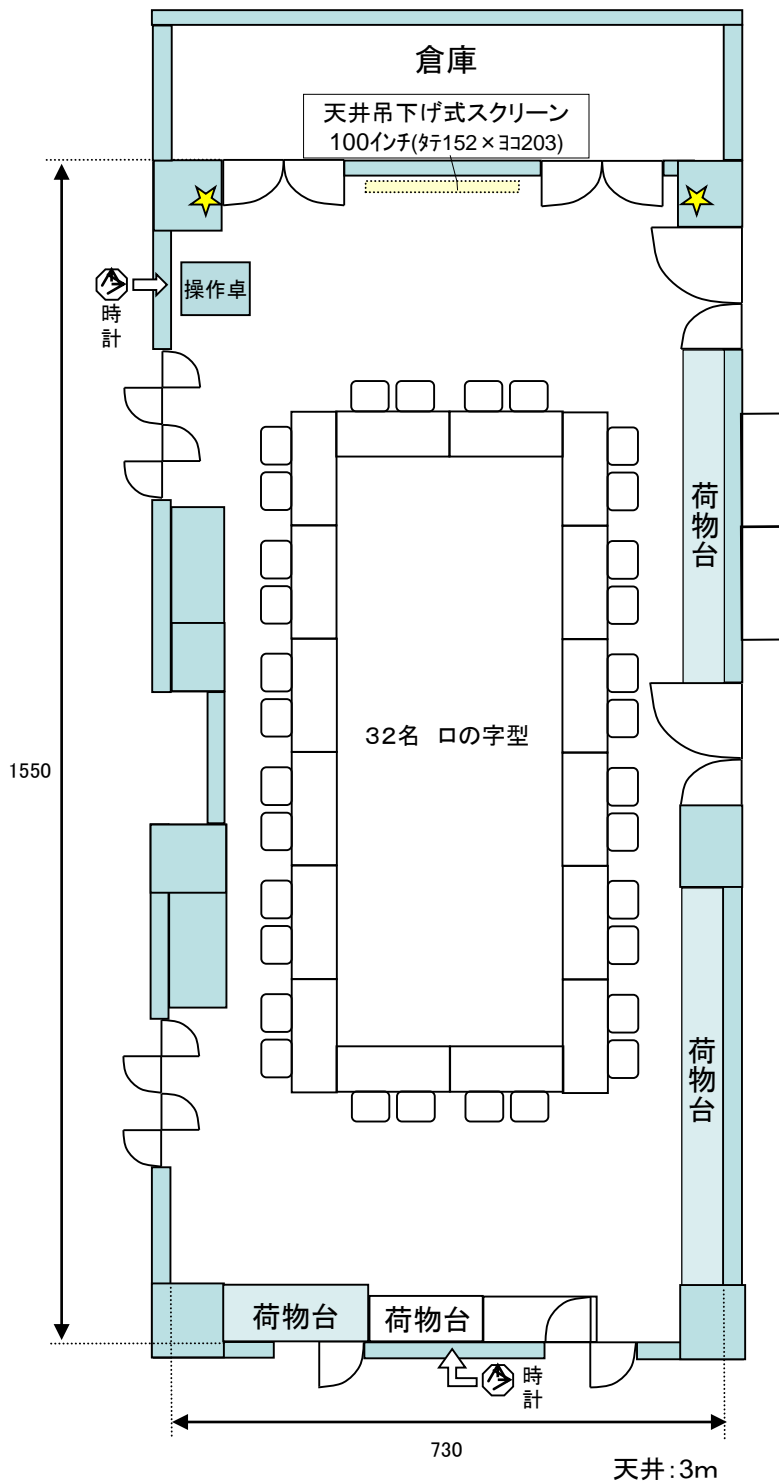 倉庫
天井吊下げ式スクリーン
100インチ(ﾀﾃ152×ﾖｺ203)
操作卓
時計
荷物台
32名 ロの字型
1550
荷物台
荷物台
荷物台
時計
730
天井:3m